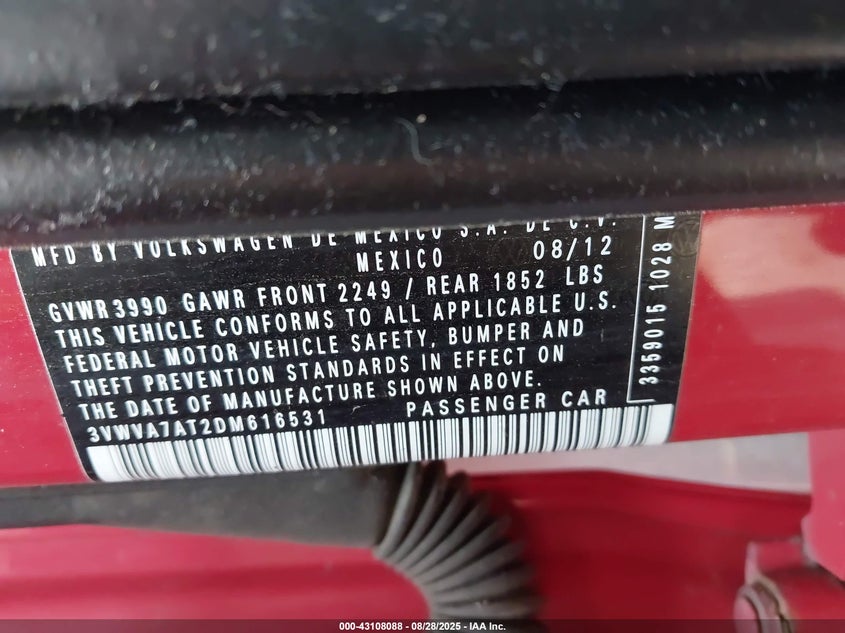 MFD BY VOLKSWAGEN DE MEXICO S.A. DE C.V.
MEXICO 08/12
GVWR3990 GAWR FRONT 2249 / REAR 1852 LBS
THIS VEHICLE CONFORMS TO ALL APPLICABLE U.S.
FEDERAL MOTOR VEHICLE SAFETY, BUMPER AND
THEFT PREVENTION STANDARDS IN EFFECT ON
THE DATE OF MANUFACTURE SHOWN ABOVE.
3VWVA7AT2DM616531 PASSENGER CAR
3359015 1028 M
000-43108088 - 08/28/2025 - IAA Inc.